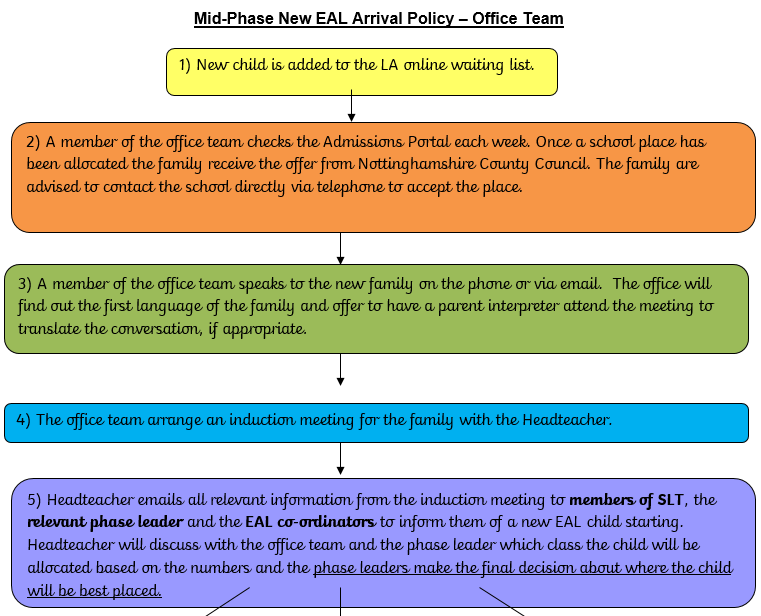 Mid-Phase New EAL Arrival Policy – Office Team
1) New child is added to the LA online waiting list.
2) A member of the office team checks the Admissions Portal each week. Once a school place has
been allocated the family receive the offer from Nottinghamshire County Council. The family are
advised to contact the school directly via telephone to accept the place.
3) A member of the office team speaks to the new family on the phone or via email.  The office will
find out the first language of the family and offer to have a parent interpreter attend the meeting to
translate the conversation, if appropriate.
4) The office team arrange an induction meeting for the family with the Headteacher.
5) Headteacher emails all relevant information from the induction meeting to members of SLT, the
relevant phase leader and the EAL co-ordinators to inform them of a new EAL child starting.
Headteacher will discuss with the office team and the phase leader which class the child will be
allocated based on the numbers and the phase leaders make the final decision about where the child
will be best placed.